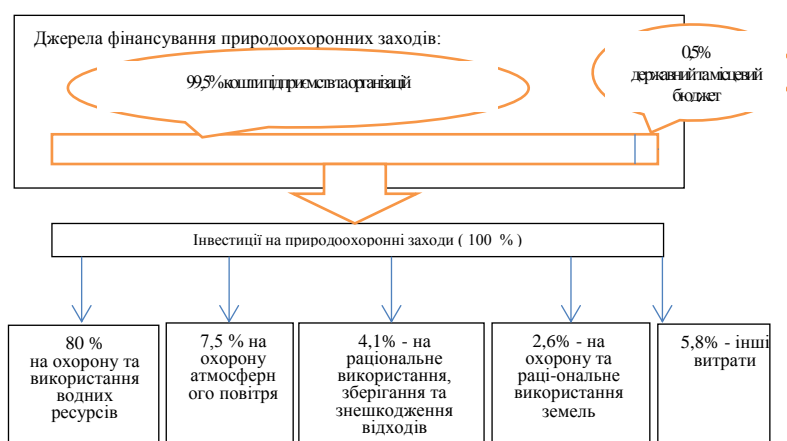 Джерела фінансування природоохоронних заходів:
99,5% кошти підприємств та організацій
0,5%
державний та місцевий
бюджет
Інвестиції на природоохоронні заходи ( 100 % )
80 %
на охорону та
використання
водних
ресурсів
7,5 % на
охорону
атмосферн
ого повітря
4,1% - на
раціональне
використання,
зберігання та
знешкодження
відходів
2,6% - на
охорону та
раці-ональне
використання
земель
5,8% - інші
витрати